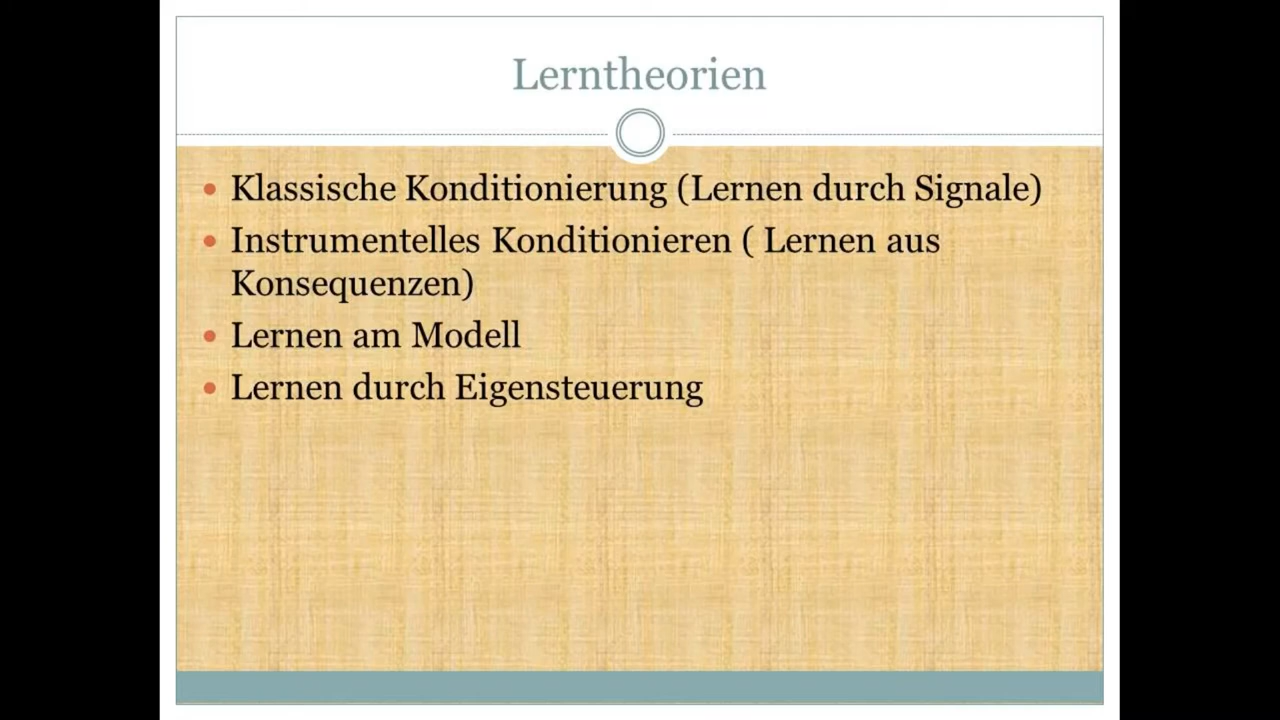 Lerntheorien
• Klassische Konditionierung (Lernen durch Signale)
• Instrumentelles Konditionieren ( Lernen aus
Konsequenzen)
• Lernen am Modell
• Lernen durch Eigensteuerung